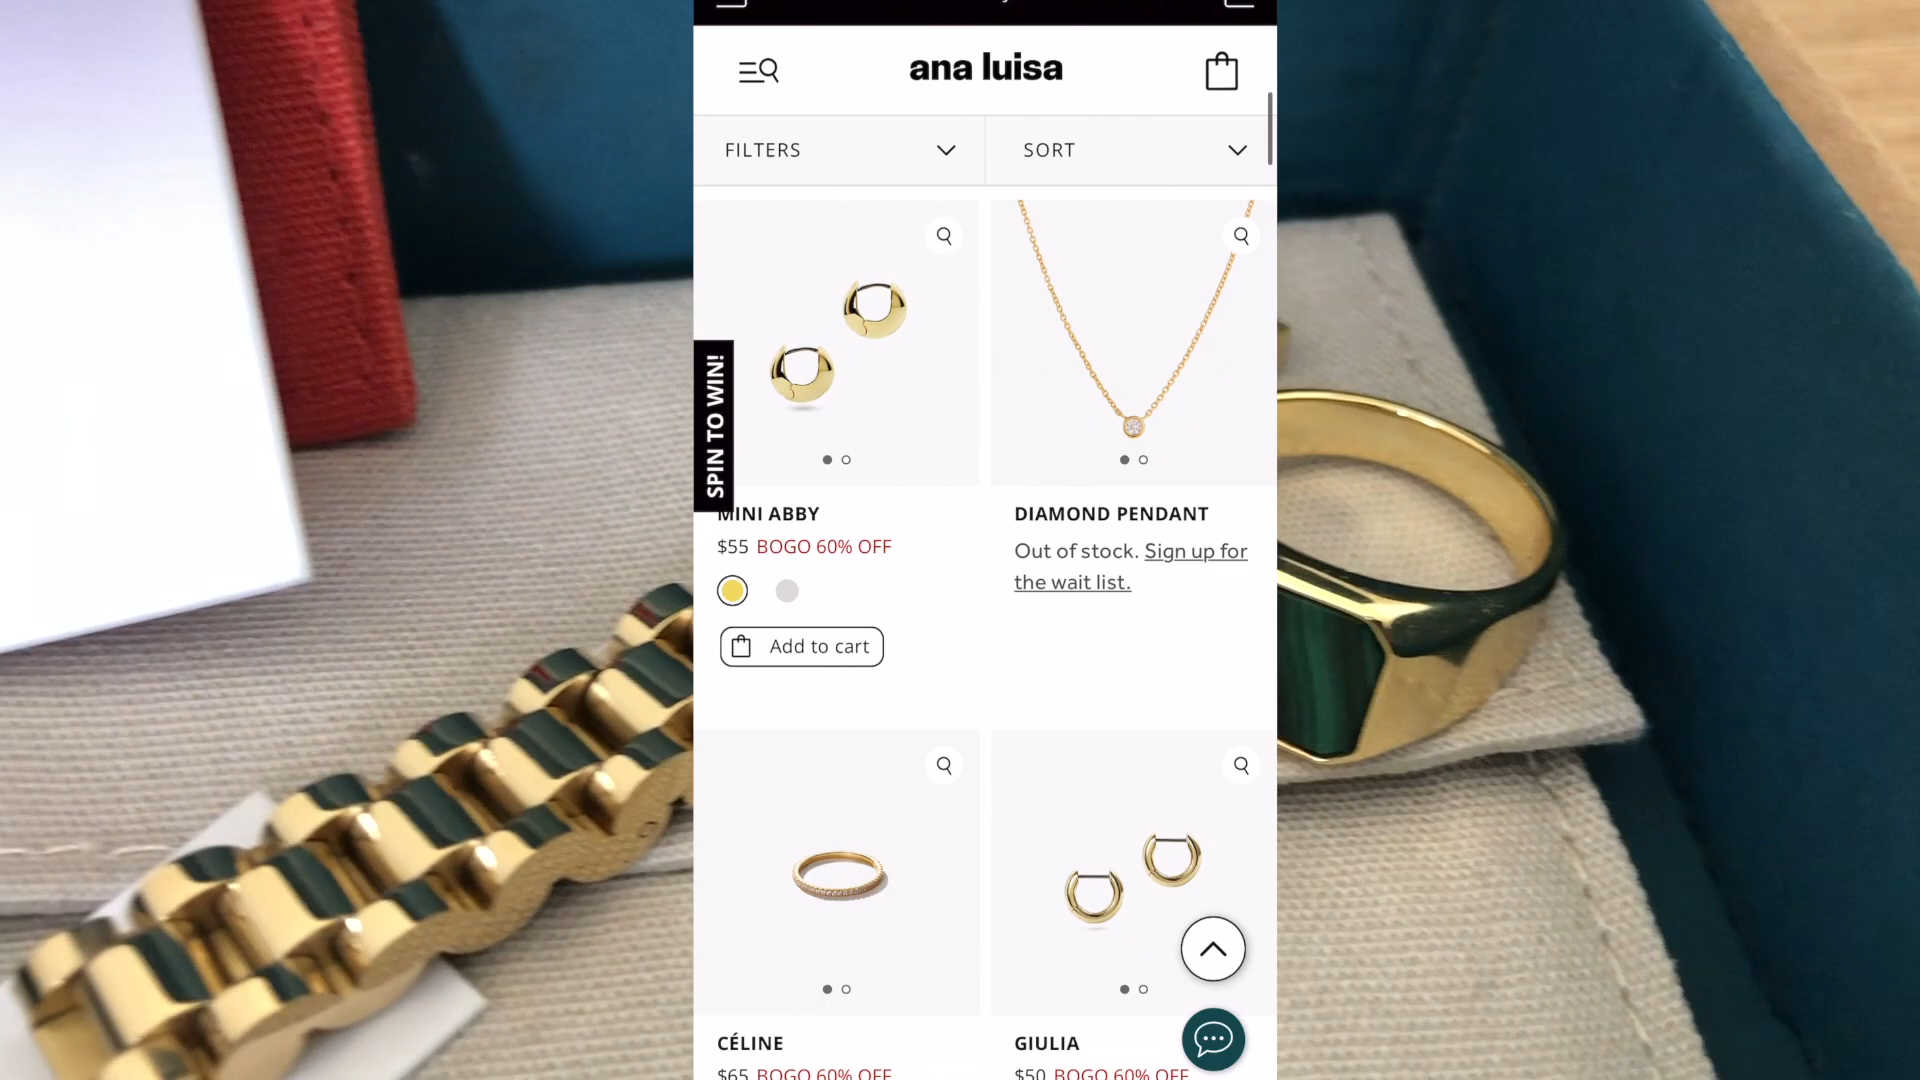 ana luisa
FILTERS
SORT
SPIN TO WIN!
MINI ABBY
$55 BOGO 60% OFF
Add to cart
DIAMOND PENDANT
Out of stock. Sign up for
the wait list.
CÉLINE
$65 BOGO 60% OFF
GIULIA
$50 BOGO 60% OFF